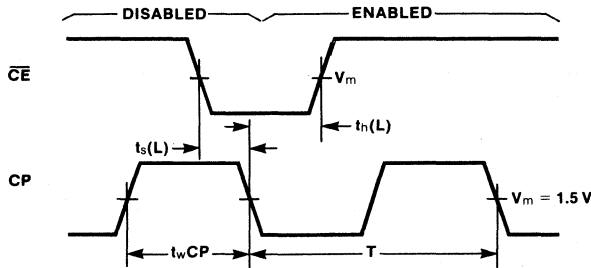 DISABLED ENABLED
CE
Vm
th(L)
ts(L)
CP
Vm = 1.5 V
twCP T